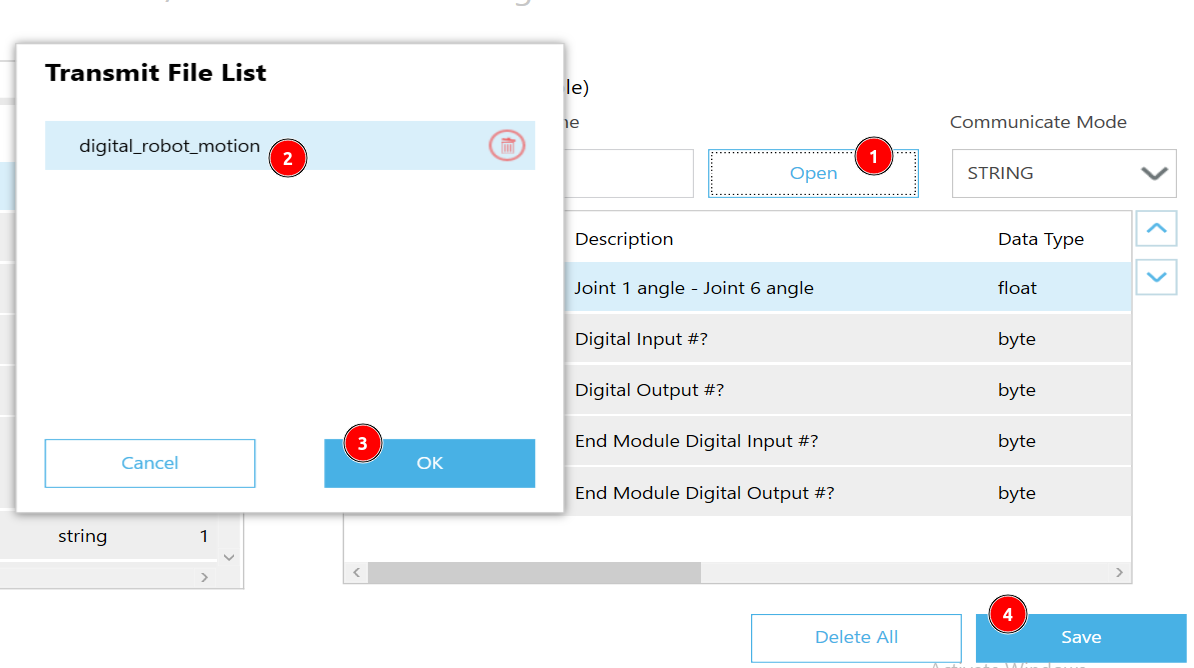 Transmit File List
digital_robot_motion
2
Cancel
3
OK
string 1
le)
ne
1
Open
Communicate Mode
STRING
Description Data Type
Joint 1 angle - Joint 6 angle float
Digital Input #? byte
Digital Output #? byte
End Module Digital Input #? byte
End Module Digital Output #? byte
Delete All
4
Save
Activate Windows